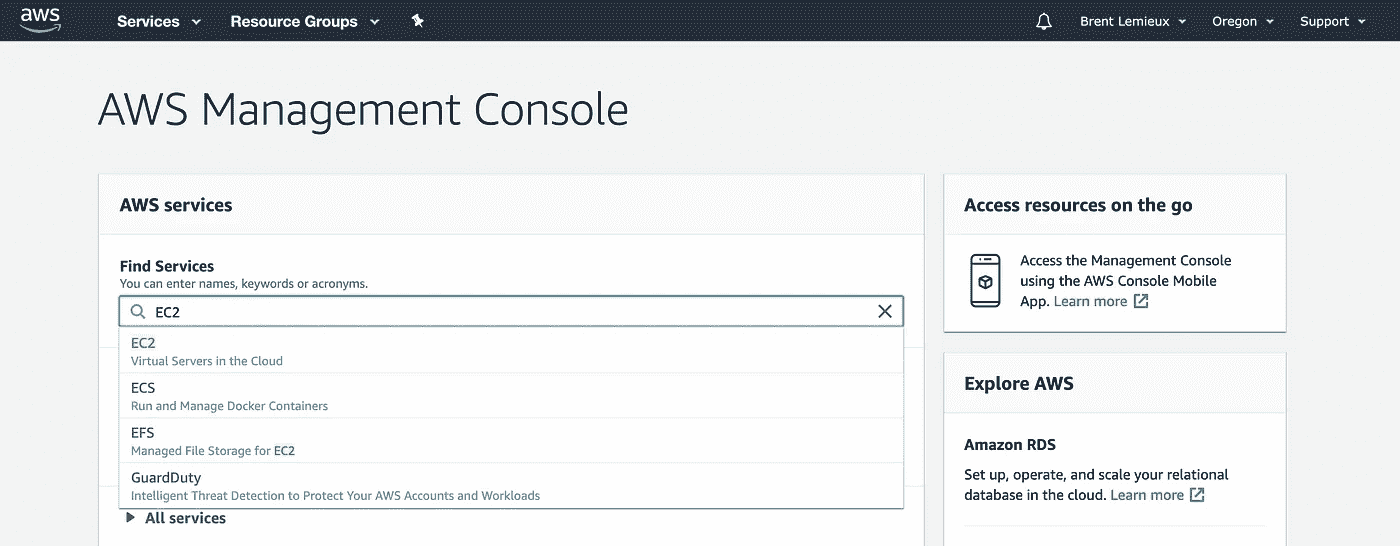 aws Services Resource Groups Brent Lemieux Oregon Support
AWS Management Console
AWS services
Find Services
You can enter names, keywords or acronyms.
EC2
EC2
Virtual Servers in the Cloud
ECS
Run and Manage Docker Containers
EFS
Managed File Storage for EC2
GuardDuty
Intelligent Threat Detection to Protect Your AWS Accounts and Workloads
All services
Access resources on the go
Access the Management Console
using the AWS Console Mobile
App. Learn more
Explore AWS
Amazon RDS
Set up, operate, and scale your relational
database in the cloud. Learn more